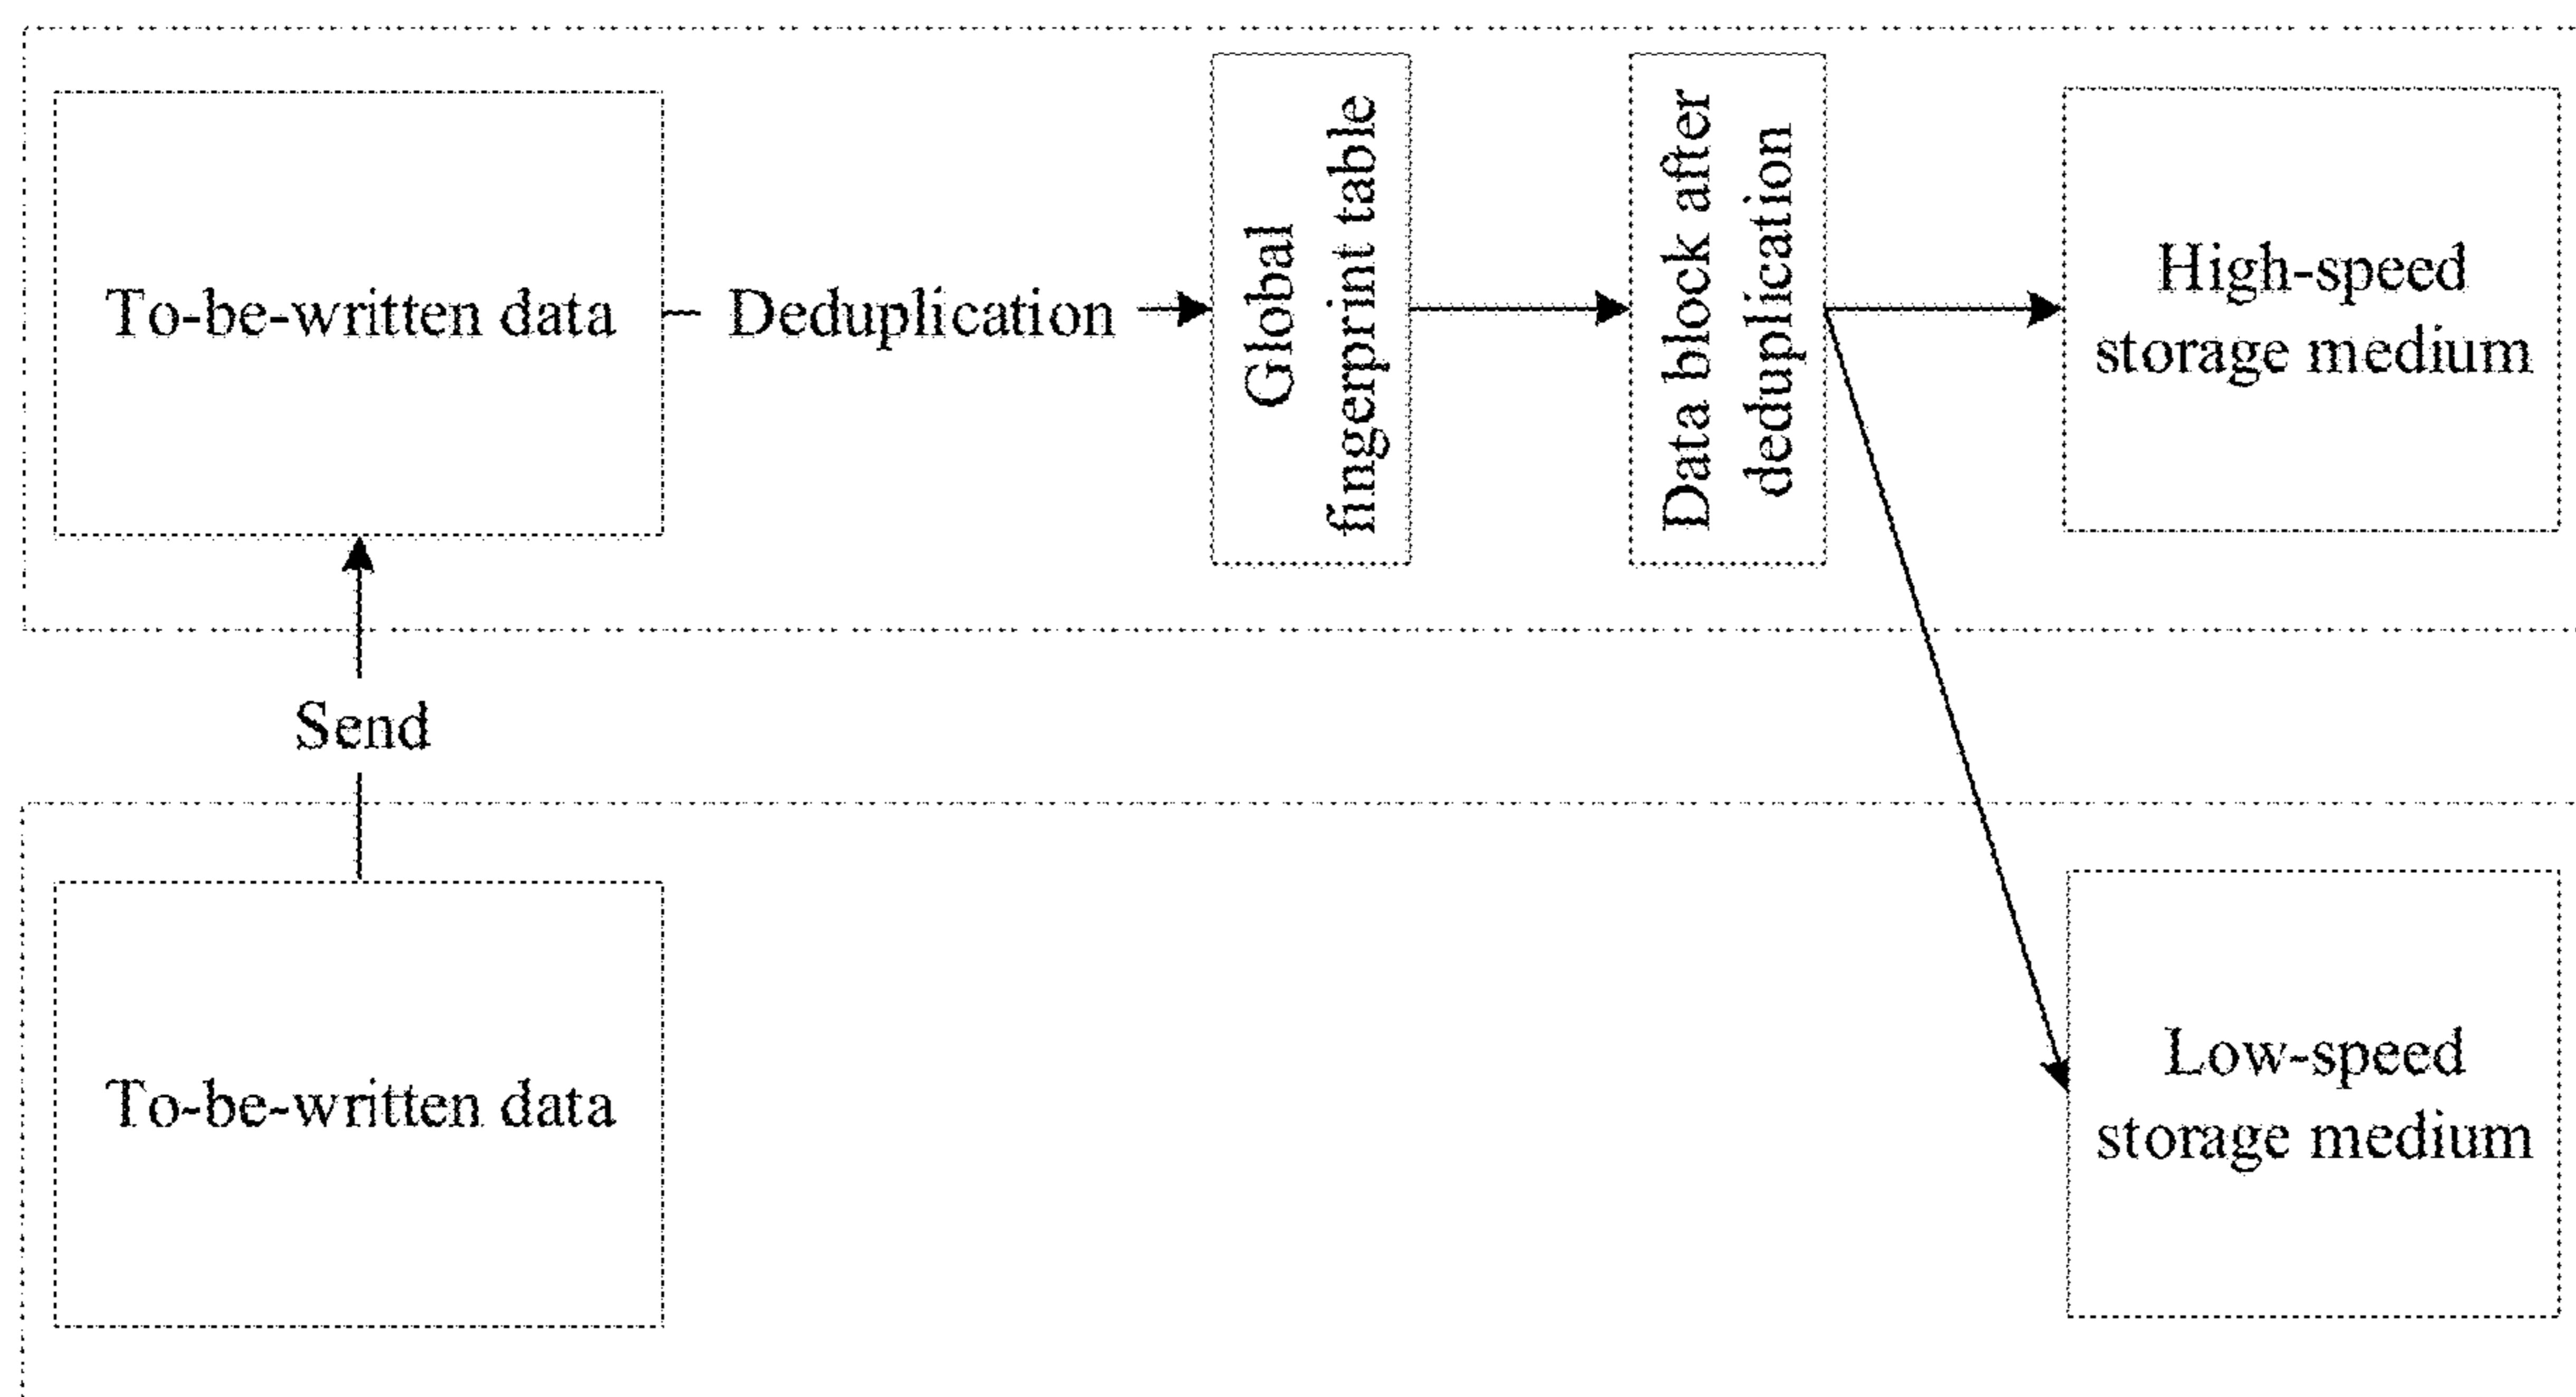 To-be-written data
Deduplication
Global
fingerprint table
Data block after
deduplication
High-speed
storage medium
Send
To-be-written data
Low-speed
storage medium